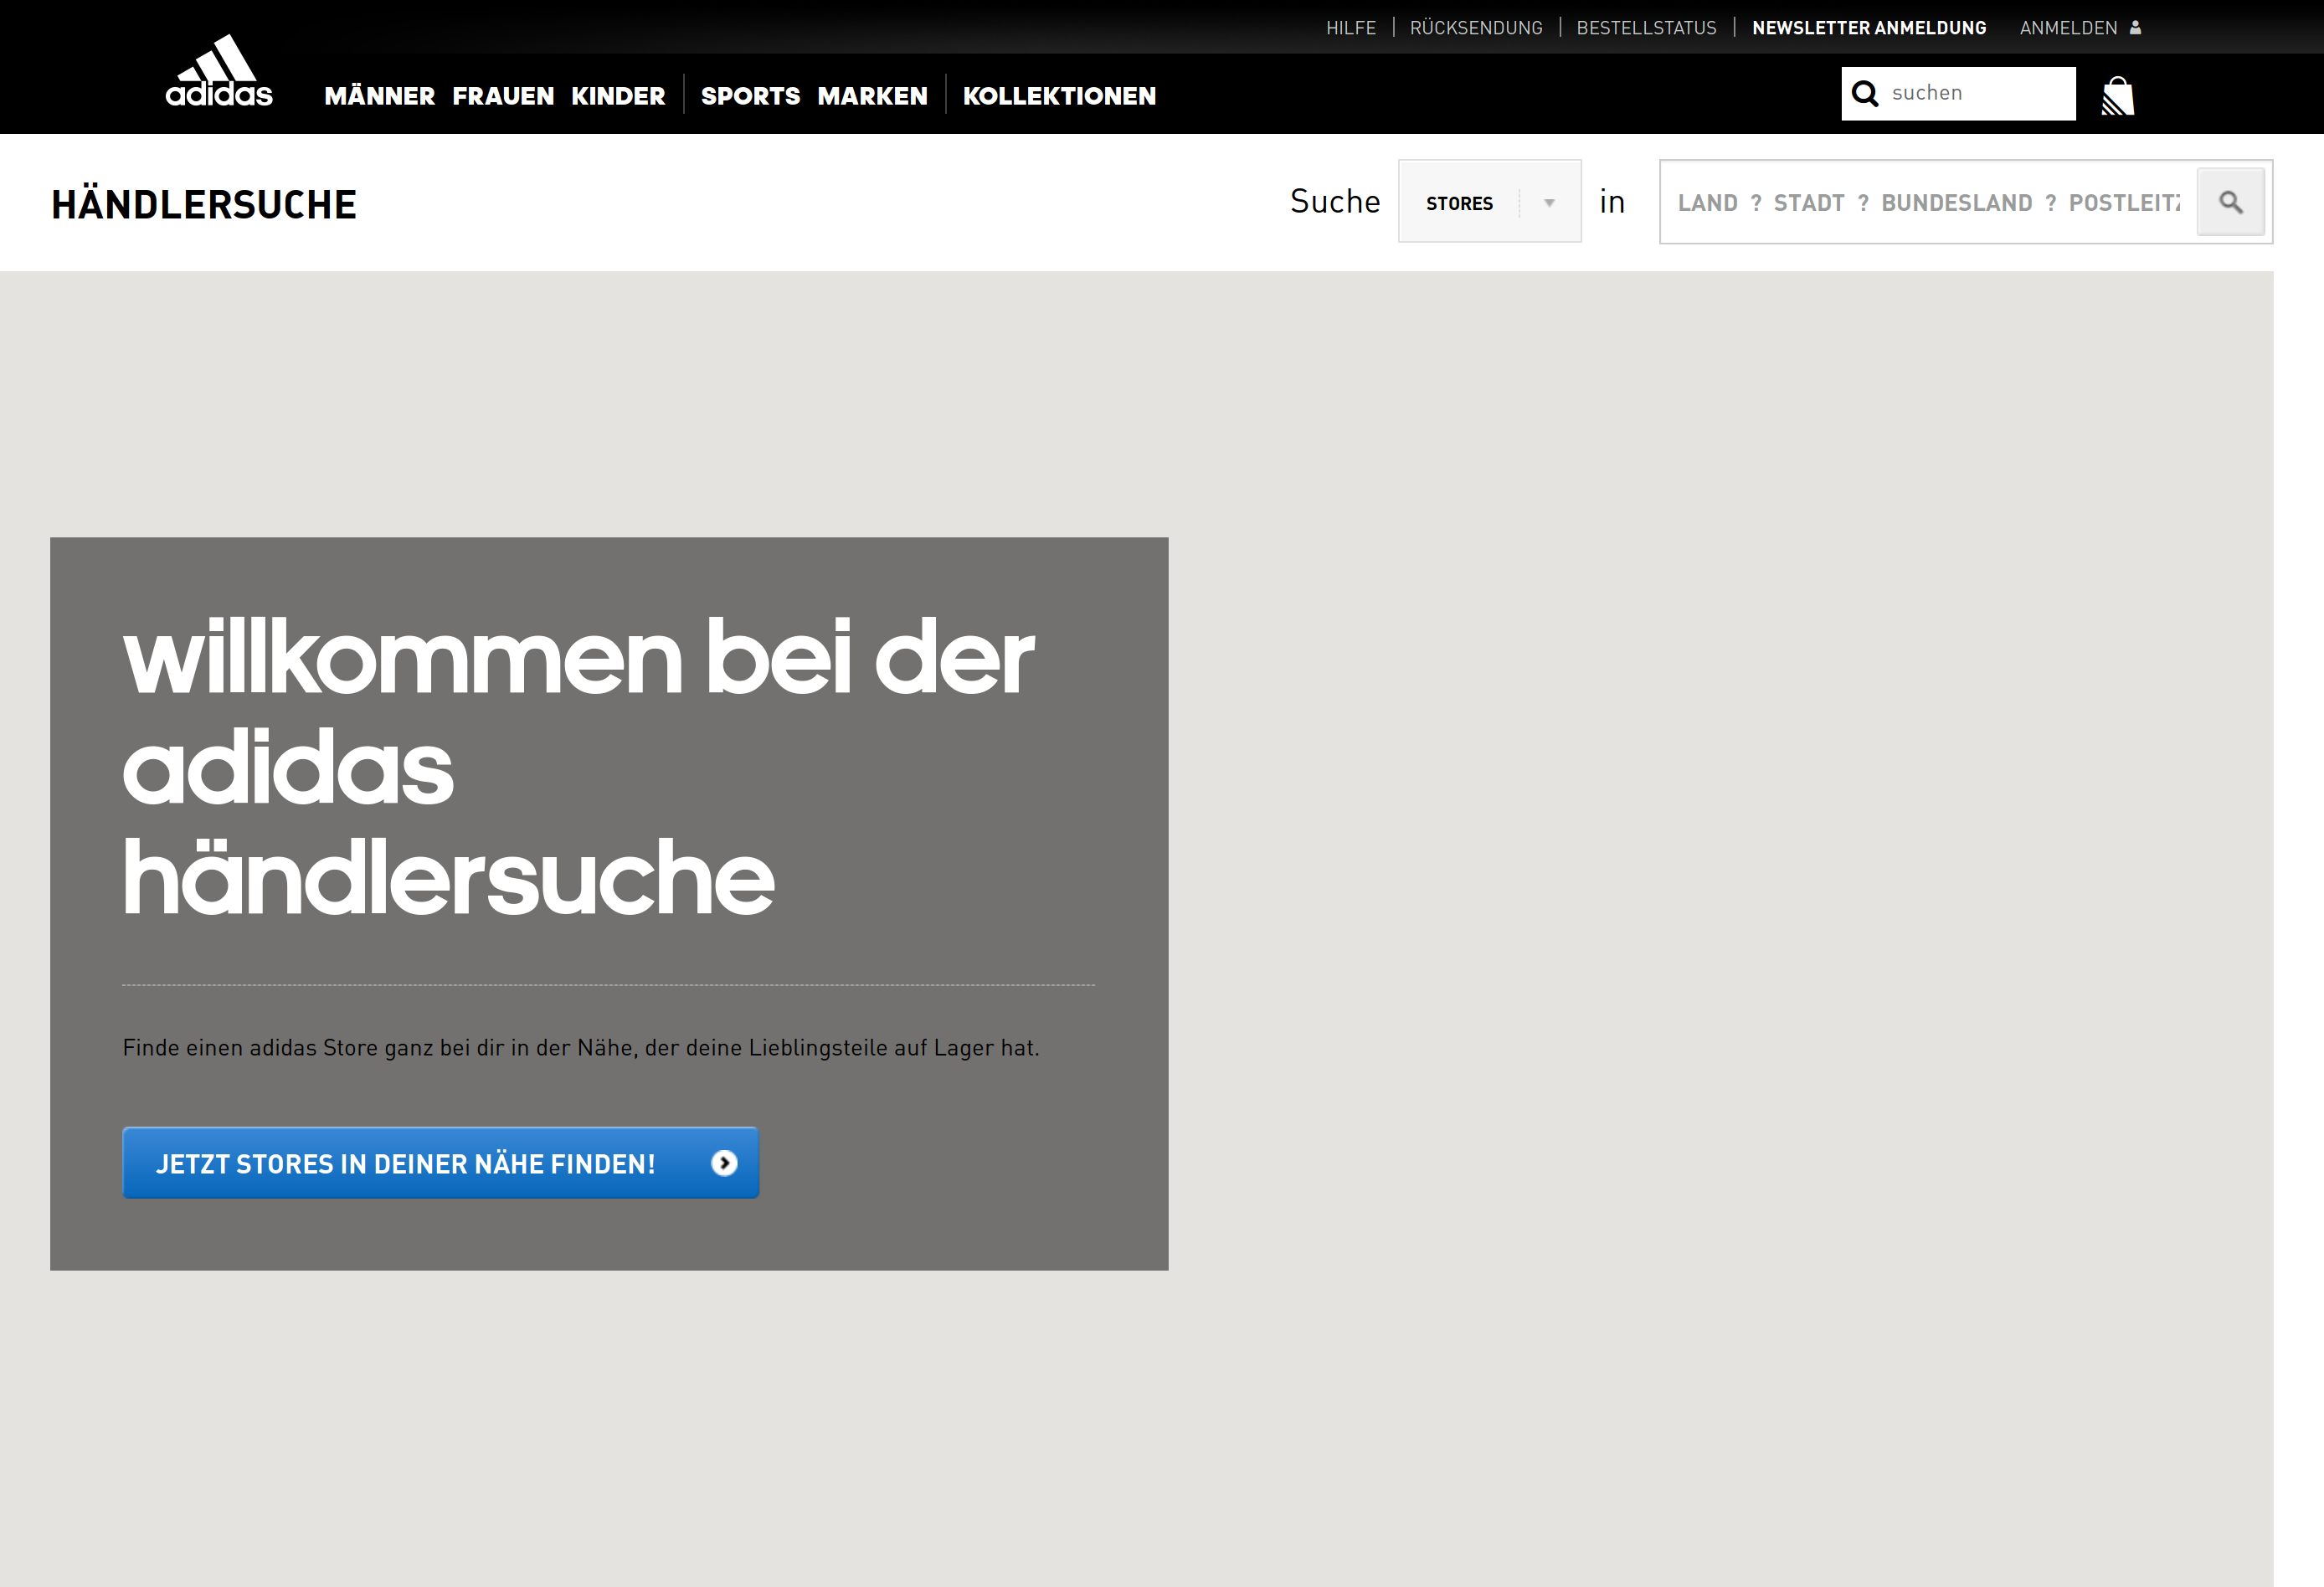 HILFE RÜCKSENDUNG BESTELLSTATUS NEWSLETTER ANMELDUNG ANMELDEN
adidas
MÄNNER FRAUEN KINDER SPORTS MARKEN KOLLEKTIONEN
suchen
HÄNDLERSUCHE
Suche STORES in LAND ? STADT ? BUNDESLAND ? POSTLEITZ
willkommen bei der
adidas
händlersuche
Finde einen adidas Store ganz bei dir in der Nähe, der deine Lieblingsteile auf Lager hat.
JETZT STORES IN DEINER NÄHE FINDEN!